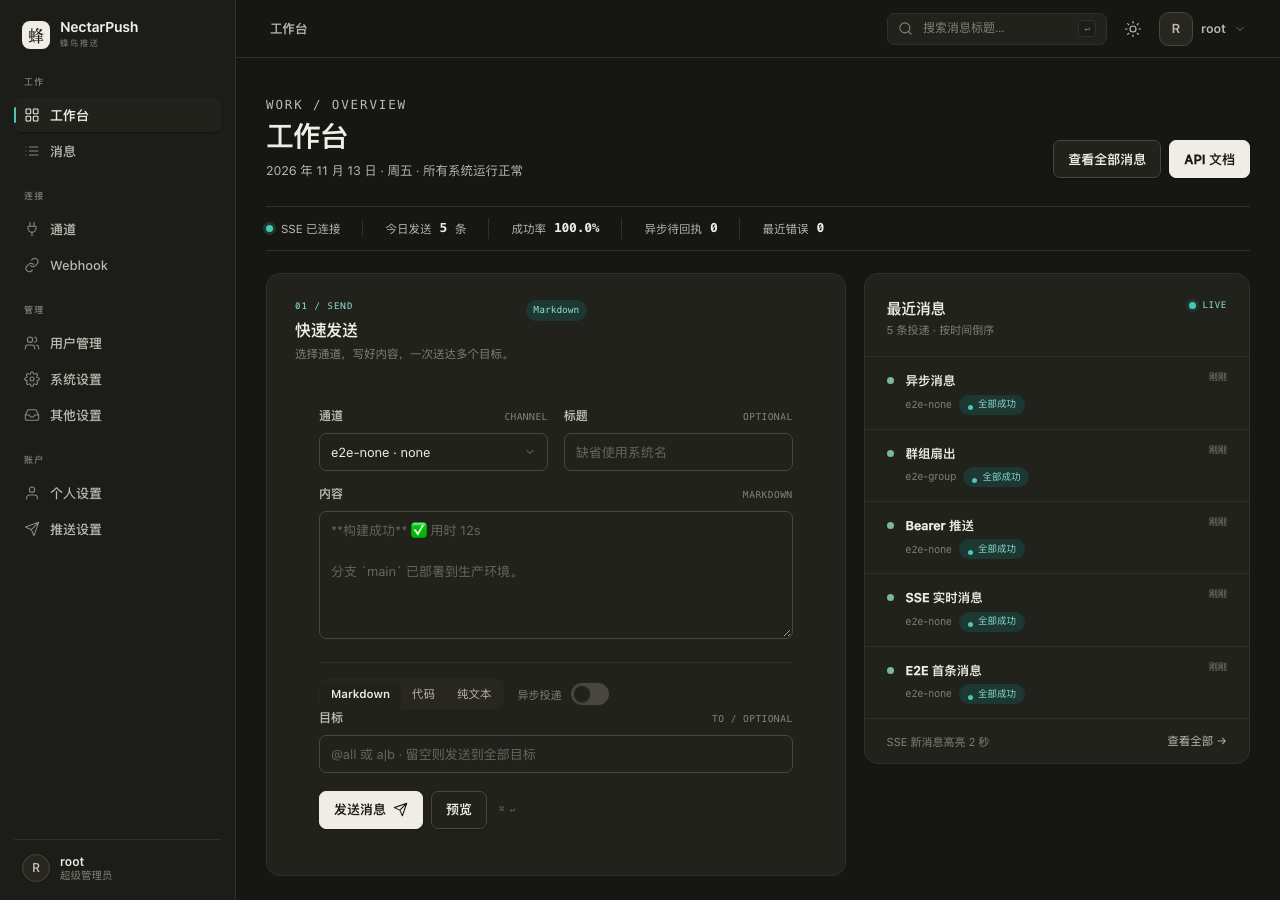 蜂
NectarPush
蜂鸟推送
工作
工作台
消息
连接
通道
Webhook
管理
用户管理
系统设置
其他设置
账户
个人设置
推送设置
R
root
超级管理员
工作台
搜索消息标题…
↵
R
root
WORK / OVERVIEW
工作台
2026 年 11 月 13 日 · 周五 · 所有系统运行正常
查看全部消息
API 文档
SSE 已连接
今日发送 5 条
成功率 100.0%
异步待回执 0
最近错误 0
01 / SEND
Markdown
快速发送
选择通道，写好内容，一次送达多个目标。
通道
CHANNEL
标题
OPTIONAL
e2e-none · none
缺省使用系统名
内容
MARKDOWN
**构建成功** ✅ 用时 12s
分支 `main` 已部署到生产环境。
Markdown
代码
纯文本
异步投递
目标
TO / OPTIONAL
@all 或 a|b · 留空则发送到全部目标
发送消息
预览
⌘ ↵
最近消息
LIVE
5 条投递 · 按时间倒序
异步消息
刚刚
e2e-none
全部成功
群组扇出
刚刚
e2e-group
全部成功
Bearer 推送
刚刚
e2e-none
全部成功
SSE 实时消息
刚刚
e2e-none
全部成功
E2E 首条消息
刚刚
e2e-none
全部成功
SSE 新消息高亮 2 秒
查看全部 →